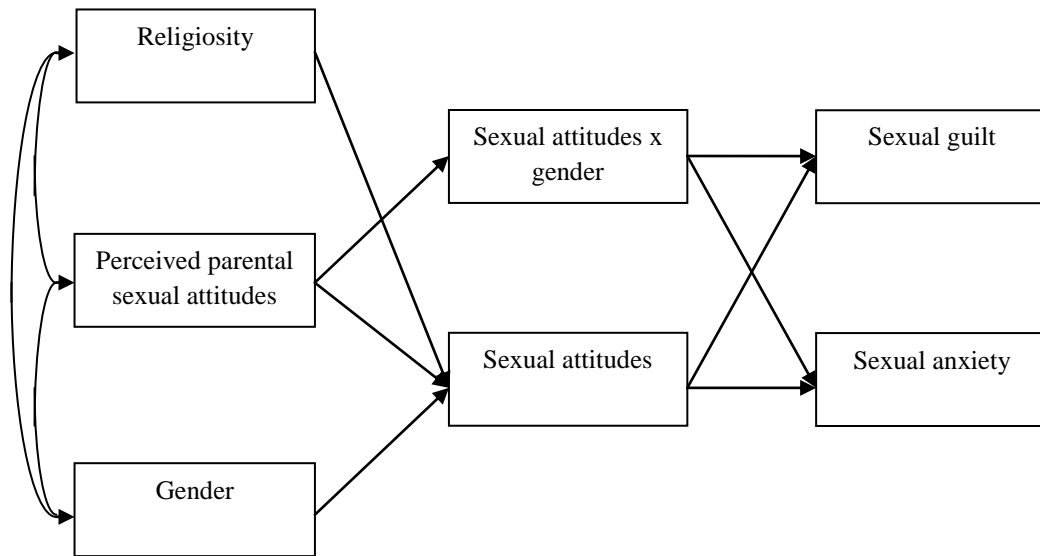 Religiosity
Perceived parental
sexual attitudes
Gender
Sexual attitudes x
gender
Sexual attitudes
Sexual guilt
Sexual anxiety